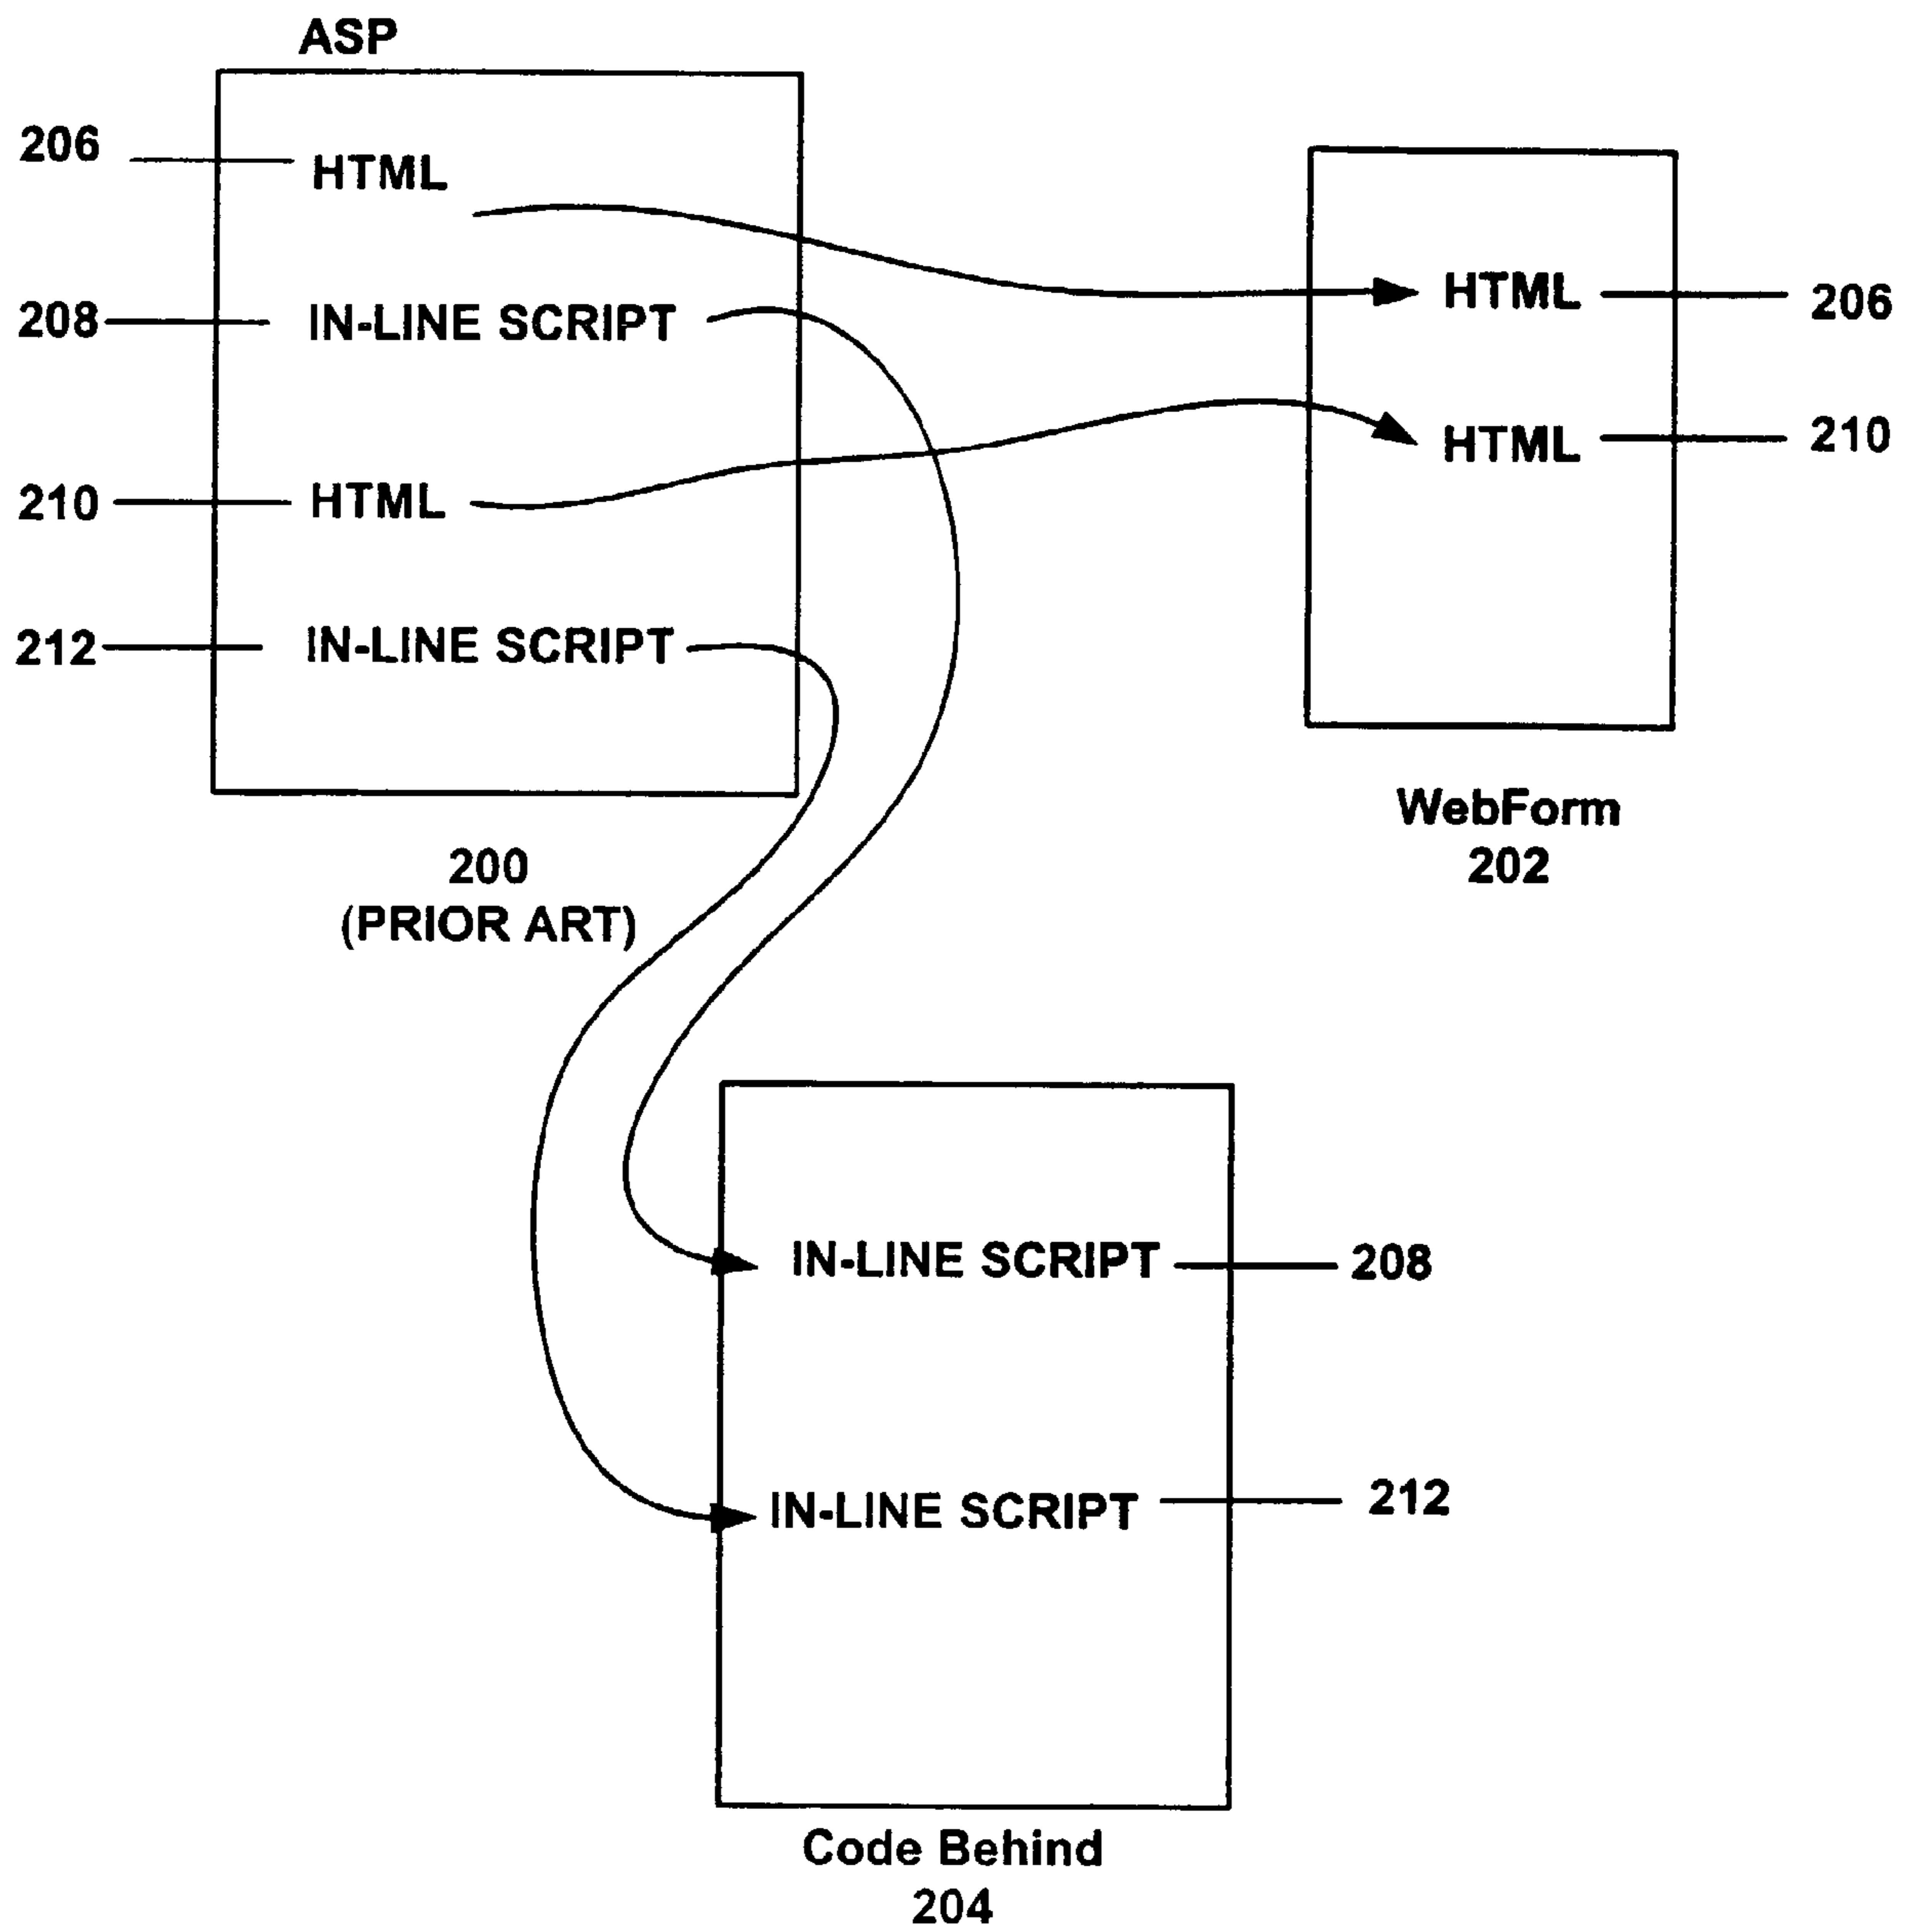 ASP
206
HTML
208
IN-LINE SCRIPT
210
HTML
212
IN-LINE SCRIPT
200
(PRIOR ART)
HTML
206
HTML
210
WebForm
202
IN-LINE SCRIPT
208
IN-LINE SCRIPT
212
Code Behind
204